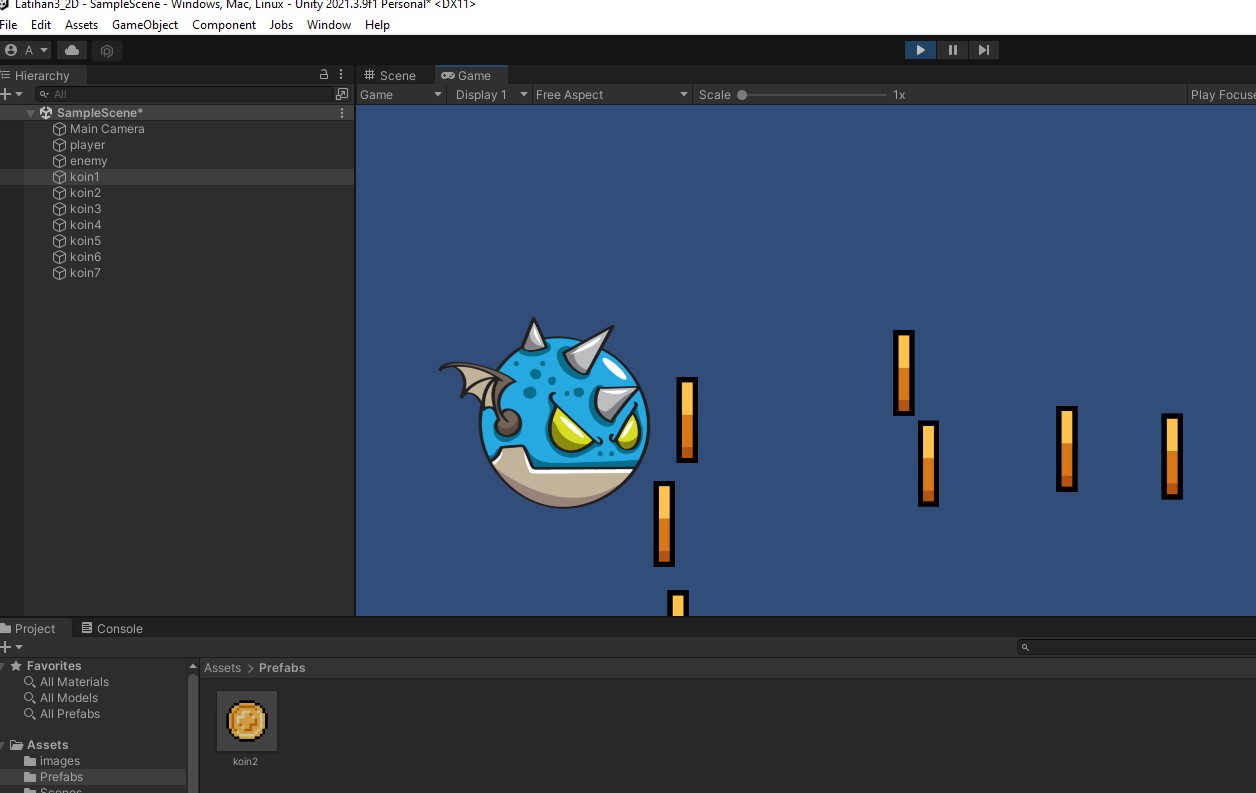 Latihan3_2D - SampleScene - Windows, Mac, Linux - Unity 2021.3.9f1 Personal* <DX11>
File Edit Assets GameObject Component Jobs Window Help
A
Hierarchy
All
SampleScene*
Main Camera
player
enemy
koin1
koin2
koin3
koin4
koin5
koin6
koin7
Scene Game
Game Display 1 Free Aspect Scale 1x Play Focuse
Project Console
Favorites
All Materials
All Models
All Prefabs
Assets
images
Prefabs
Scenes
Assets > Prefabs
koin2